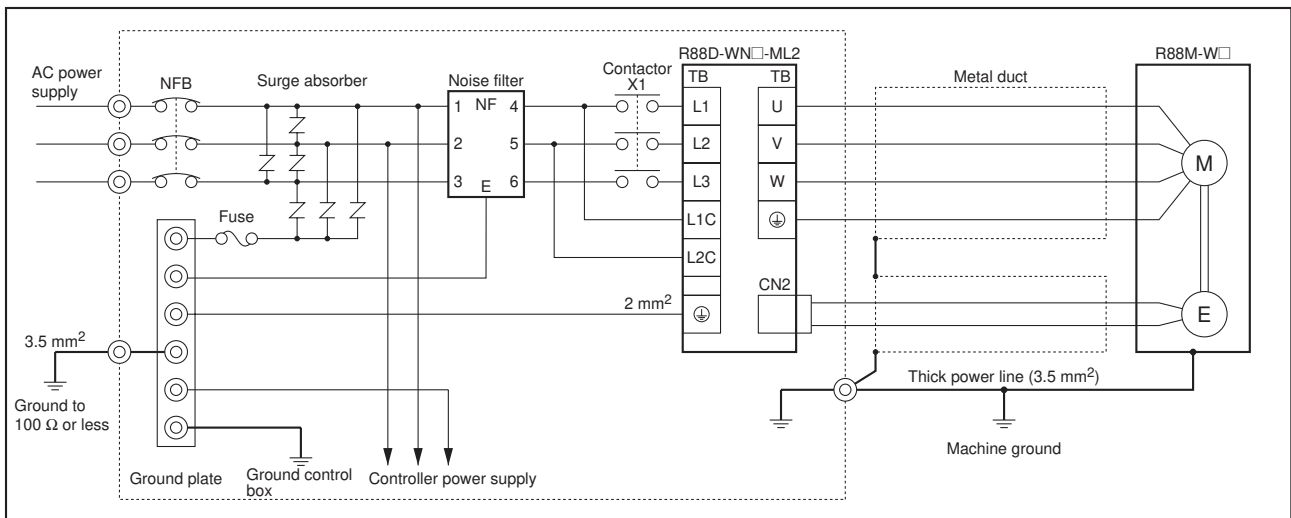 R88D-WN□-ML2
R88M-W□
AC power
supply
NFB
Surge absorber
Noise filter
Contactor
X1
TB
TB
Metal duct
1
NF
4
L1
U
2
5
L2
V
M
3
E
6
L3
W
Fuse
L1C
L2C
CN2
2 mm²
E
3.5 mm²
Thick power line (3.5 mm²)
Ground to
100 Ω or less
Machine ground
Ground plate
Ground control
box
Controller power supply